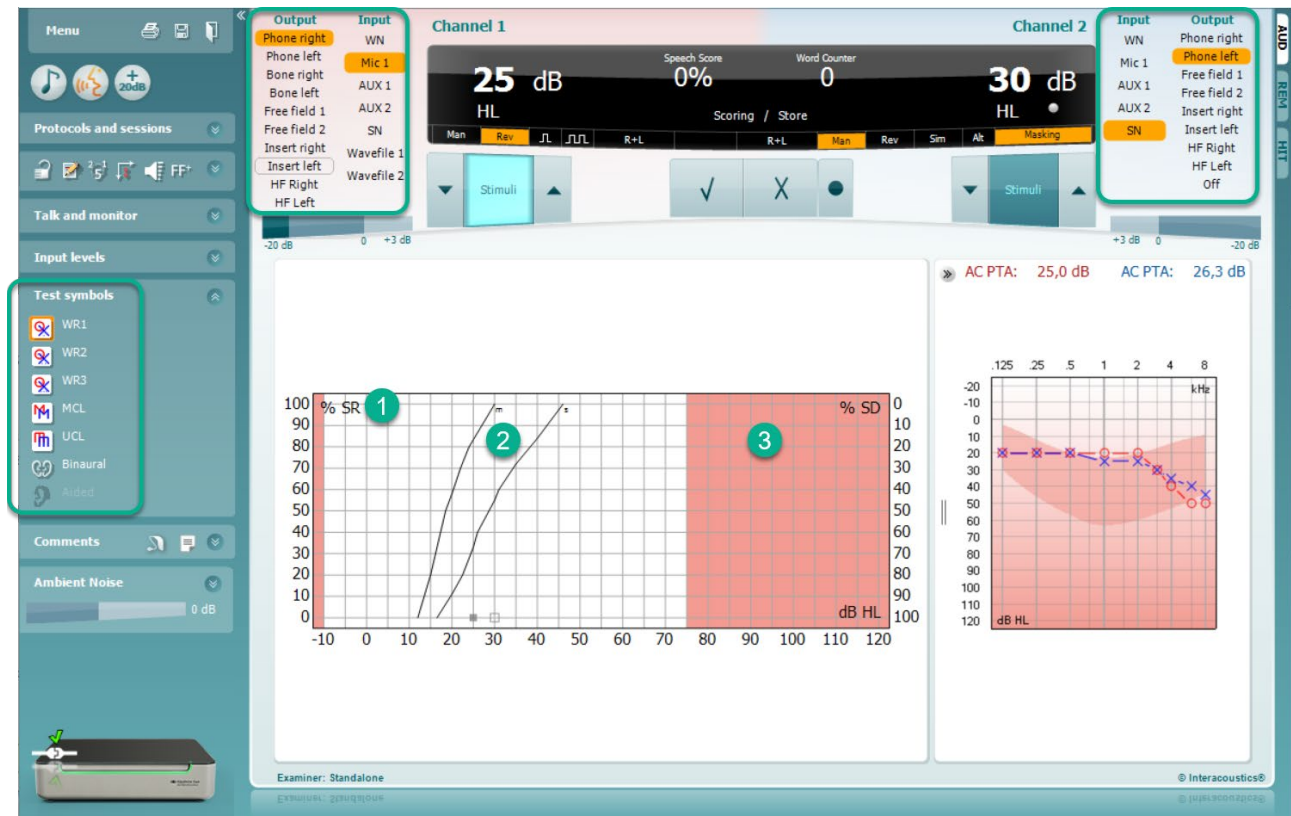 Menu
20dB
Protocols and sessions
FF+
Talk and monitor
Input levels
Test symbols
WR1
WR2
WR3
MCL
UCL
Binaural
Aided
Comments
Ambient Noise
0 dB
Output Input
Phone right WN
Phone left Mic 1
Bone right
Bone left AUX 1
Free field 1 AUX 2
Free field 2 SN
Insert right Wavefile 1
Insert left Wavefile 2
HF Right
HF Left
Channel 1
Channel 2
Speech Score Word Counter
25 dB 0% 0 30 dB
HL Scoring / Store HL
Man Rev R+L R+L Man Rev Sim Alt Masking
Stimuli Stimuli
-20 dB 0 +3 dB
+3 dB 0 -20 dB
Input Output
WN Phone right
Mic 1 Phone left
AUX 1 Free field 1
AUX 2 Free field 2
SN Insert right
Insert left
HF Right
HF Left
Off
AUD
REM
HIT
% SR 1
2
3
% SD
m
s
100 90 80 70 60 50 40 30 20 10 0
0 10 20 30 40 50 60 70 80 90 100
dB HL
-10 0 10 20 30 40 50 60 70 80 90 100 110 120
AC PTA: 25,0 dB AC PTA: 26,3 dB
.125 .25 .5 1 2 4 8
kHz
-20
-10
0
10
20
30
40
50
60
70
80
90
100
110
120
dB HL
Examiner: Standalone
© Interacoustics®